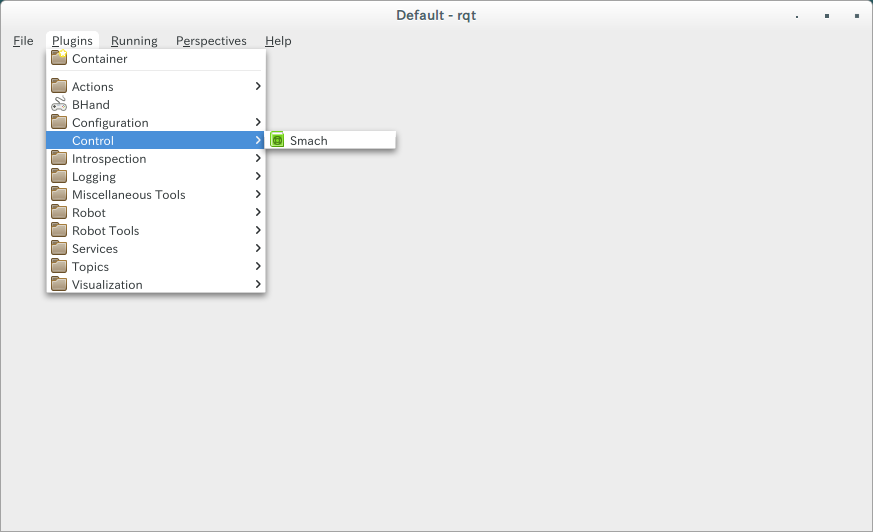 Default - rqt
File Plugins Running Perspectives Help
Container
Actions
BHand
Configuration
Control Smach
Introspection
Logging
Miscellaneous Tools
Robot
Robot Tools
Services
Topics
Visualization